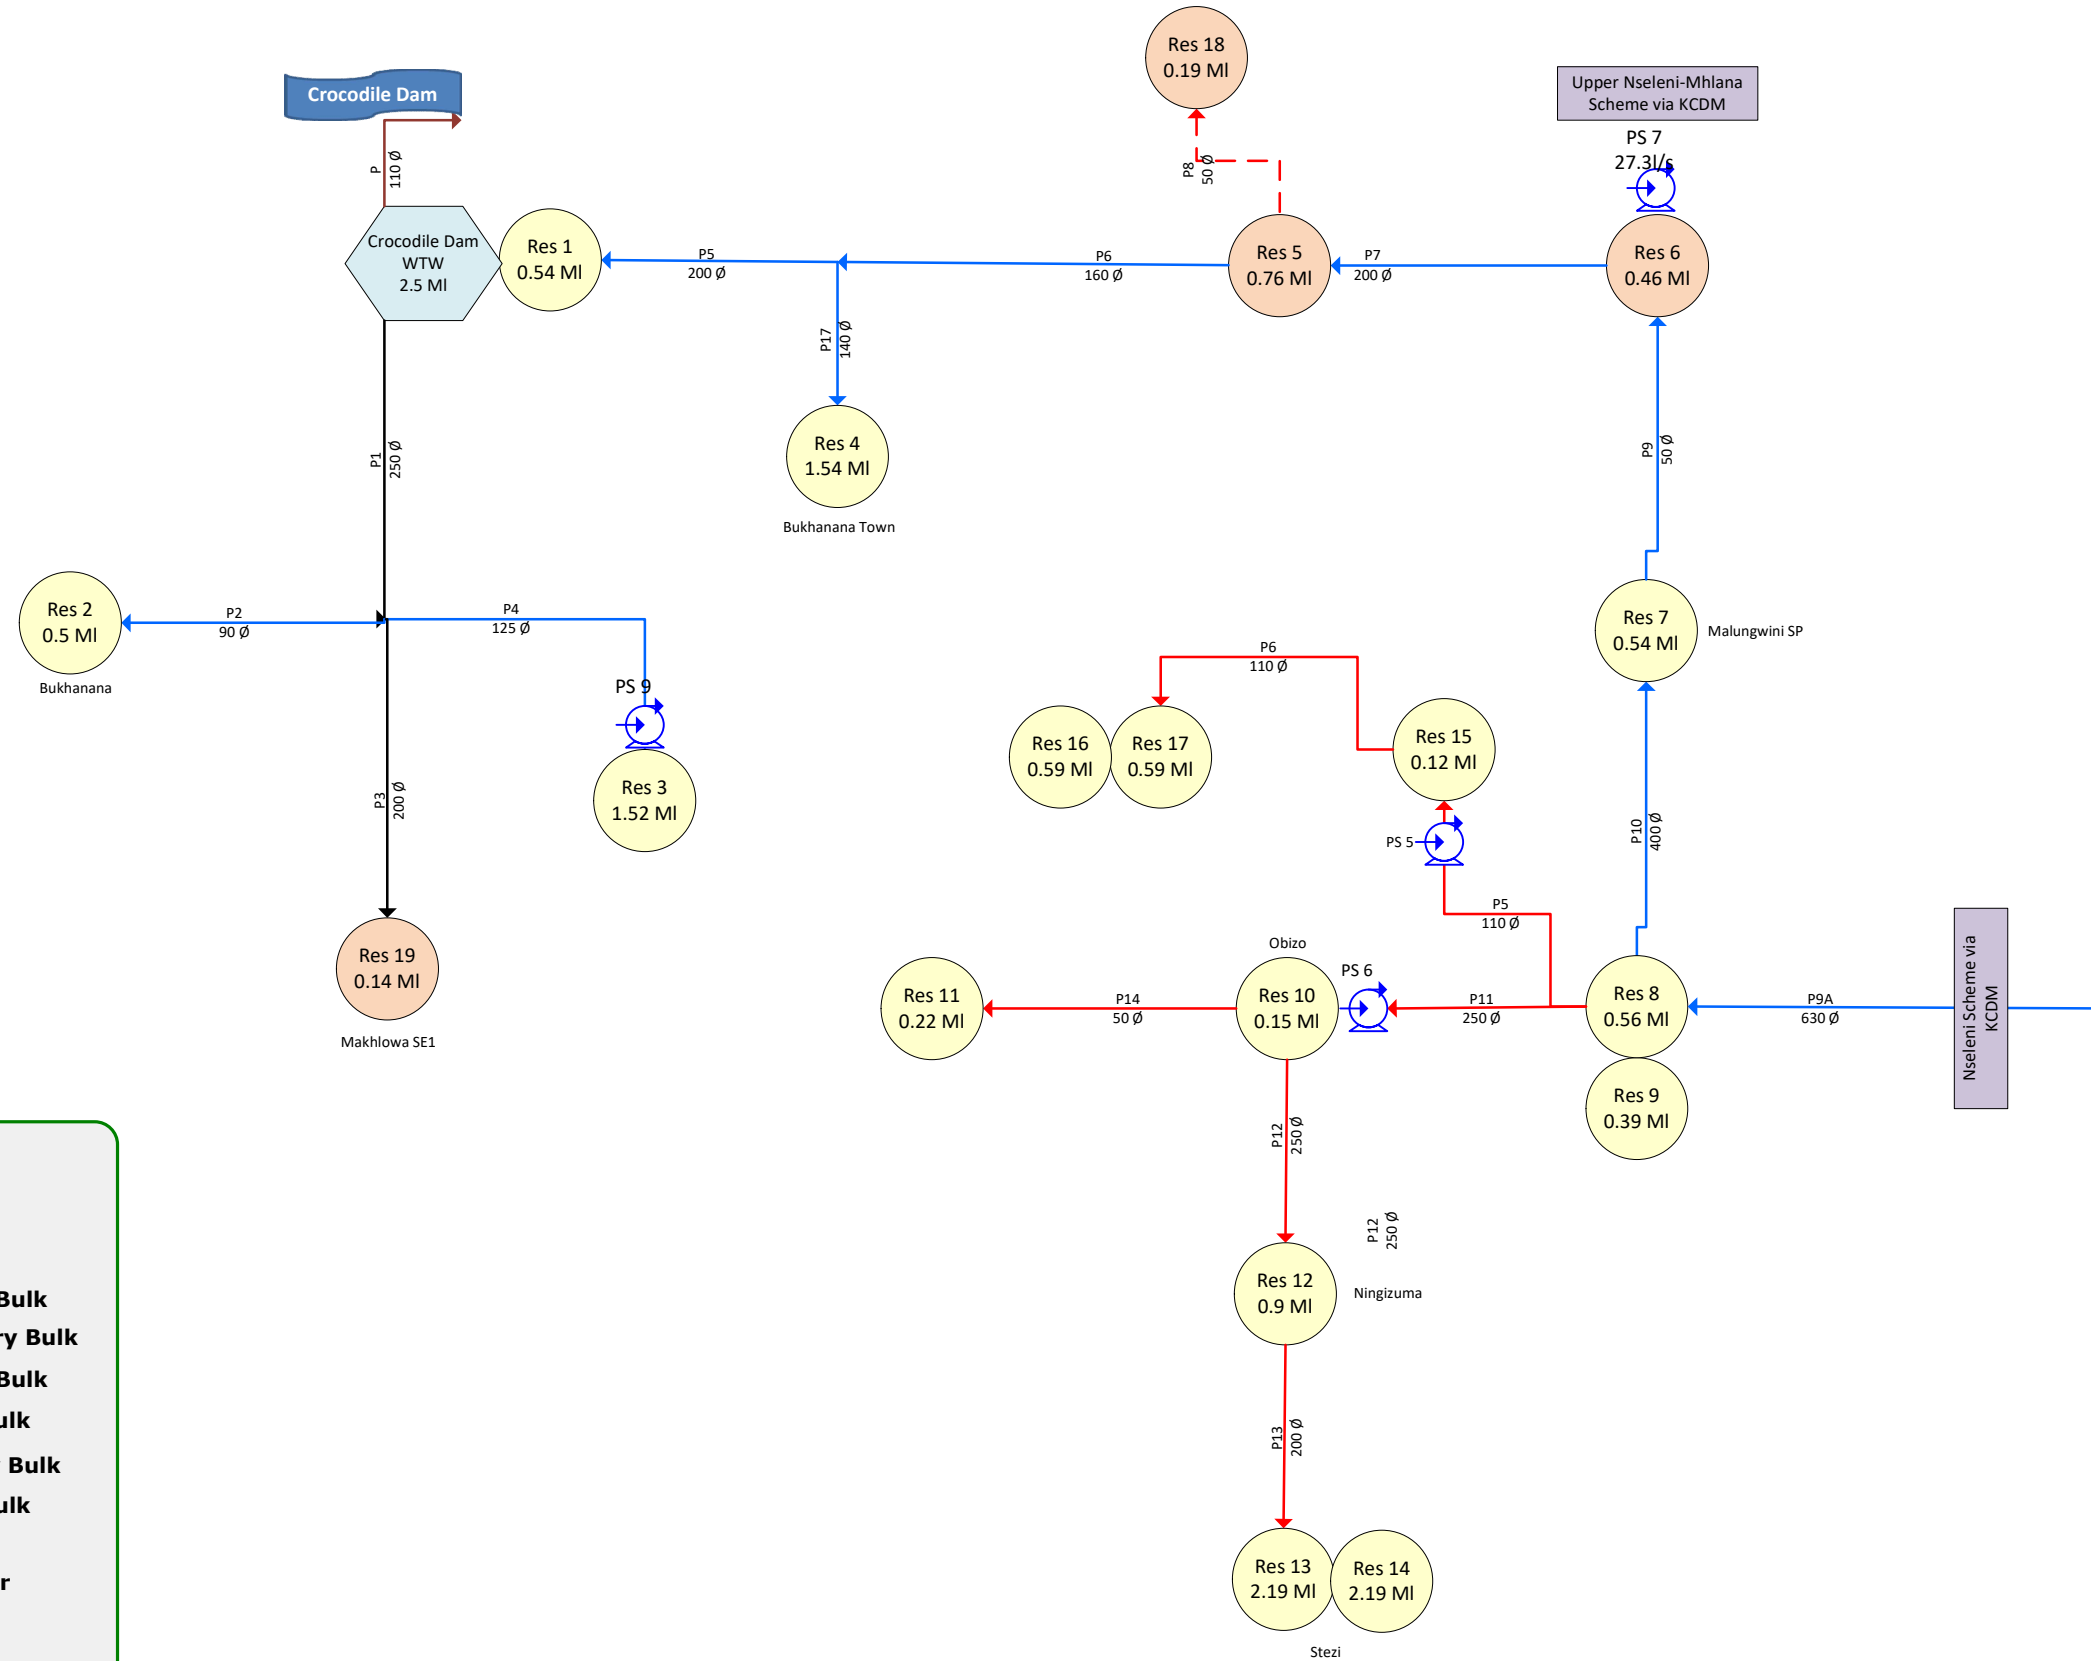 Res 18
0.19 Ml
Crocodile Dam
Upper Nseleni-Mhlana
Scheme via KCDM
PS 7
27.3l/s
P
110 Ø
P8
50 Ø
Crocodile Dam
WTW
2.5 Ml
Res 1
0.54 Ml
P5
200 Ø
P6
160 Ø
Res 5
0.76 Ml
P7
200 Ø
Res 6
0.46 Ml
P17
140 Ø
P1
250 Ø
Res 4
1.54 Ml
Bukhanana Town
P9
50 Ø
Res 2
0.5 Ml
Bukhanana
P2
90 Ø
P4
125 Ø
Res 7
0.54 Ml
Malungwini SP
P6
110 Ø
PS 9
Res 3
1.52 Ml
Res 16
0.59 Ml
Res 17
0.59 Ml
Res 15
0.12 Ml
P3
200 Ø
PS 5
P10
400 Ø
P5
110 Ø
Res 19
0.14 Ml
Makhlowa SE1
Res 11
0.22 Ml
P14
50 Ø
Obizo
Res 10
0.15 Ml
PS 6
P11
250 Ø
Res 8
0.56 Ml
P9A
630 Ø
Nseleni Scheme via
KCDM
Res 9
0.39 Ml
P12
250 Ø
P12
250 Ø
Res 12
0.9 Ml
Ningizuma
Bulk
ry Bulk
Bulk
ulk
Bulk
ulk
r
P13
200 Ø
Res 13
2.19 Ml
Res 14
2.19 Ml
Stezi